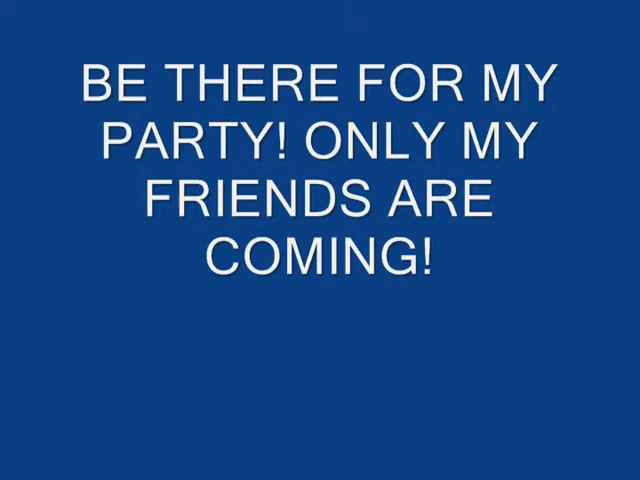 BE THERE FOR MY
PARTY! ONLY MY
FRIENDS ARE
COMING!